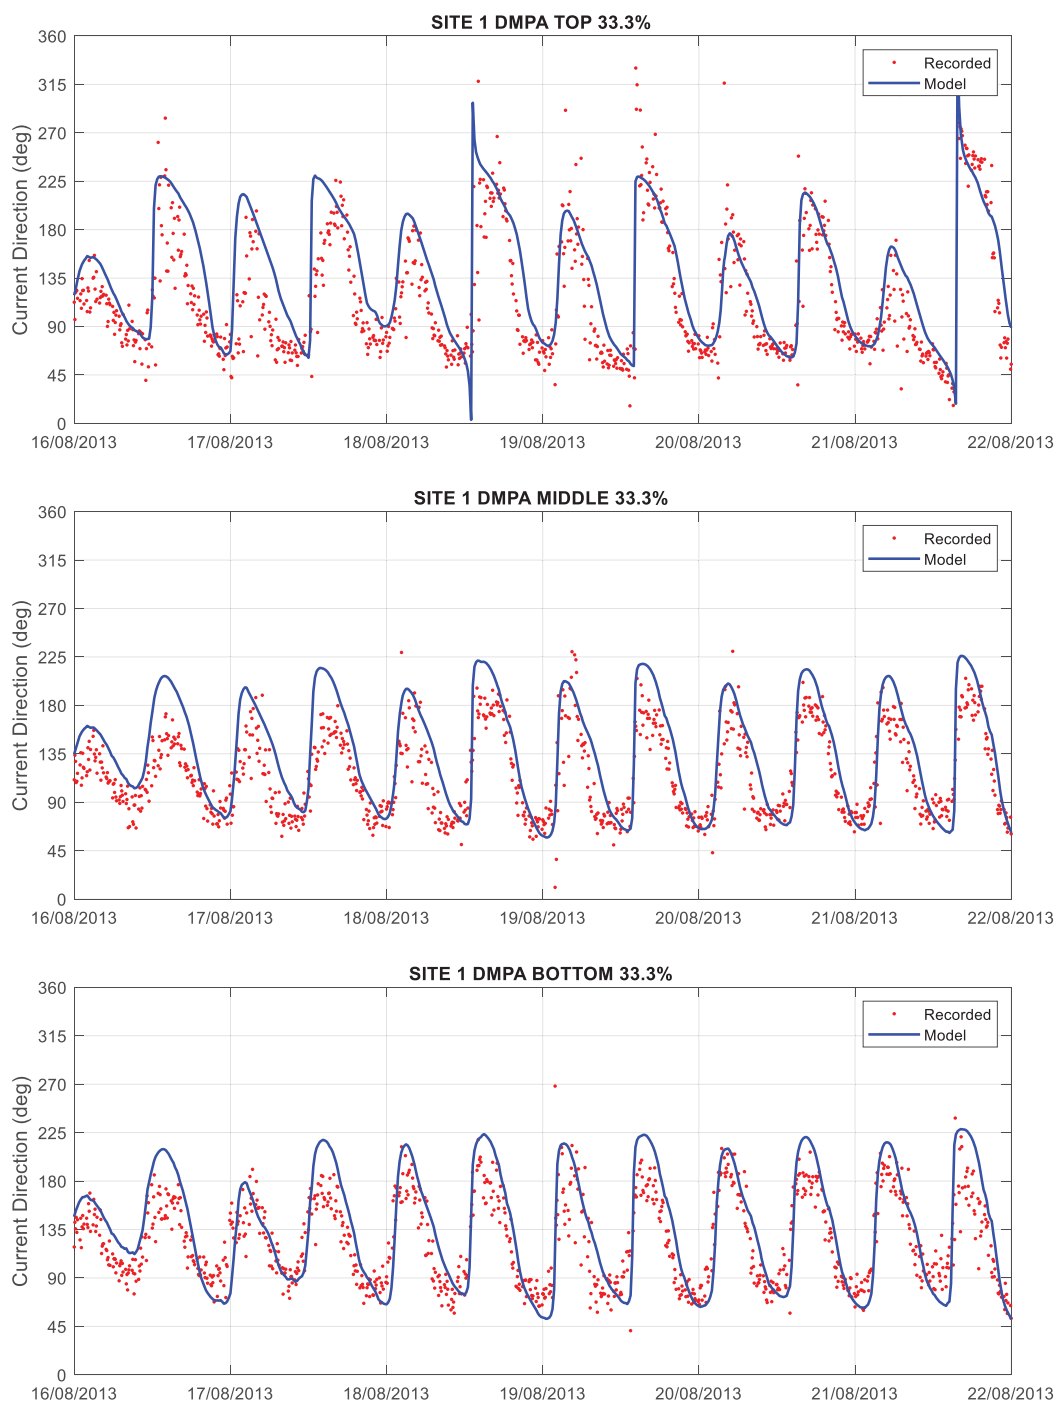 SITE 1 DMPA TOP 33.3%
360
315
270
225
180
135
90
45
0
Current Direction (deg)
Recorded
Model
16/08/2013 17/08/2013 18/08/2013 19/08/2013 20/08/2013 21/08/2013 22/08/2013
SITE 1 DMPA MIDDLE 33.3%
360
315
270
225
180
135
90
45
0
Current Direction (deg)
Recorded
Model
16/08/2013 17/08/2013 18/08/2013 19/08/2013 20/08/2013 21/08/2013 22/08/2013
SITE 1 DMPA BOTTOM 33.3%
360
315
270
225
180
135
90
45
0
Current Direction (deg)
Recorded
Model
16/08/2013 17/08/2013 18/08/2013 19/08/2013 20/08/2013 21/08/2013 22/08/2013